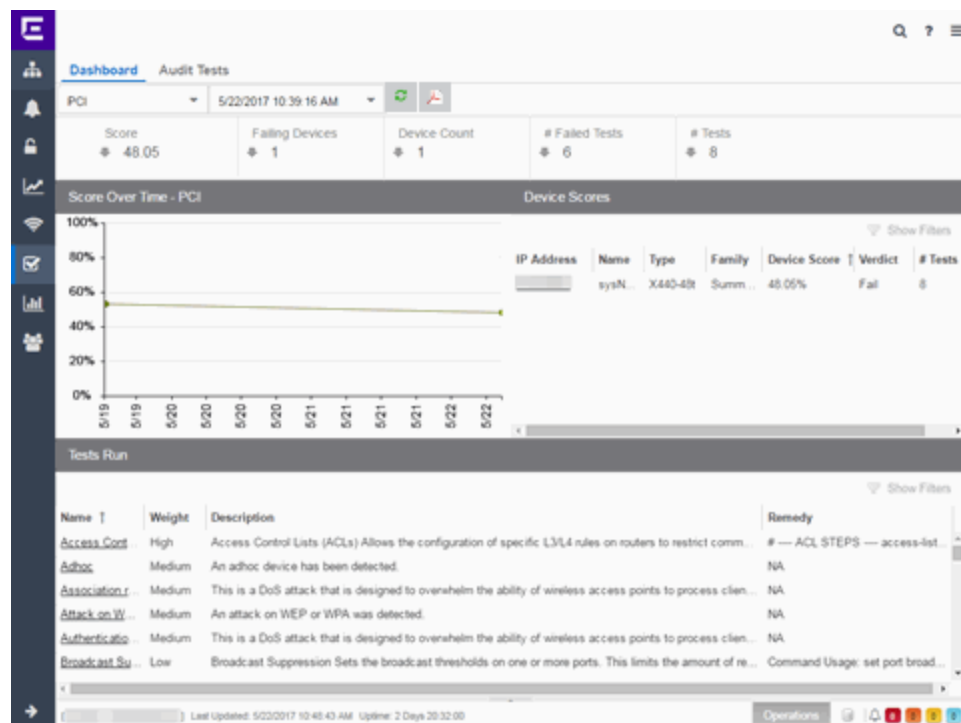 Dashboard Audit Tests
PCI 5/22/2017 10:39:16 AM
Score Failing Devices Device Count # Failed Tests # Tests
48.05 1 1 6 8
Score Over Time - PCI
100%
80%
60%
40%
20%
0%
5/19 5/19 5/20 5/20 5/20 5/20 5/21 5/21 5/21 5/21 5/22 5/22
Device Scores
Show Filters
IP Address Name Type Family Device Score ↑ Verdict # Tests
sysN... X440-48t Summ... 48.05% Fail 8
Tests Run
Show Filters
Name ↑ Weight Description Remedy
Access Cont... High Access Control Lists (ACLs) Allows the configuration of specific L3/L4 rules on routers to restrict comm... # ---- ACL STEPS ---- access-list...
Adhoc Medium An adhoc device has been detected. NA
Association r... Medium This is a DoS attack that is designed to overwhelm the ability of wireless access points to process clien... NA
Attack on W... Medium An attack on WEP or WPA was detected. NA
Authenticatio... Medium This is a DoS attack that is designed to overwhelm the ability of wireless access points to process clien... NA
Broadcast Su... Low Broadcast Suppression Sets the broadcast thresholds on one or more ports. This limits the amount of re... Command Usage: set port broad...
Last Updated: 5/22/2017 10:48:43 AM Uptime: 2 Days 20:32:00 Operations 0 0 0